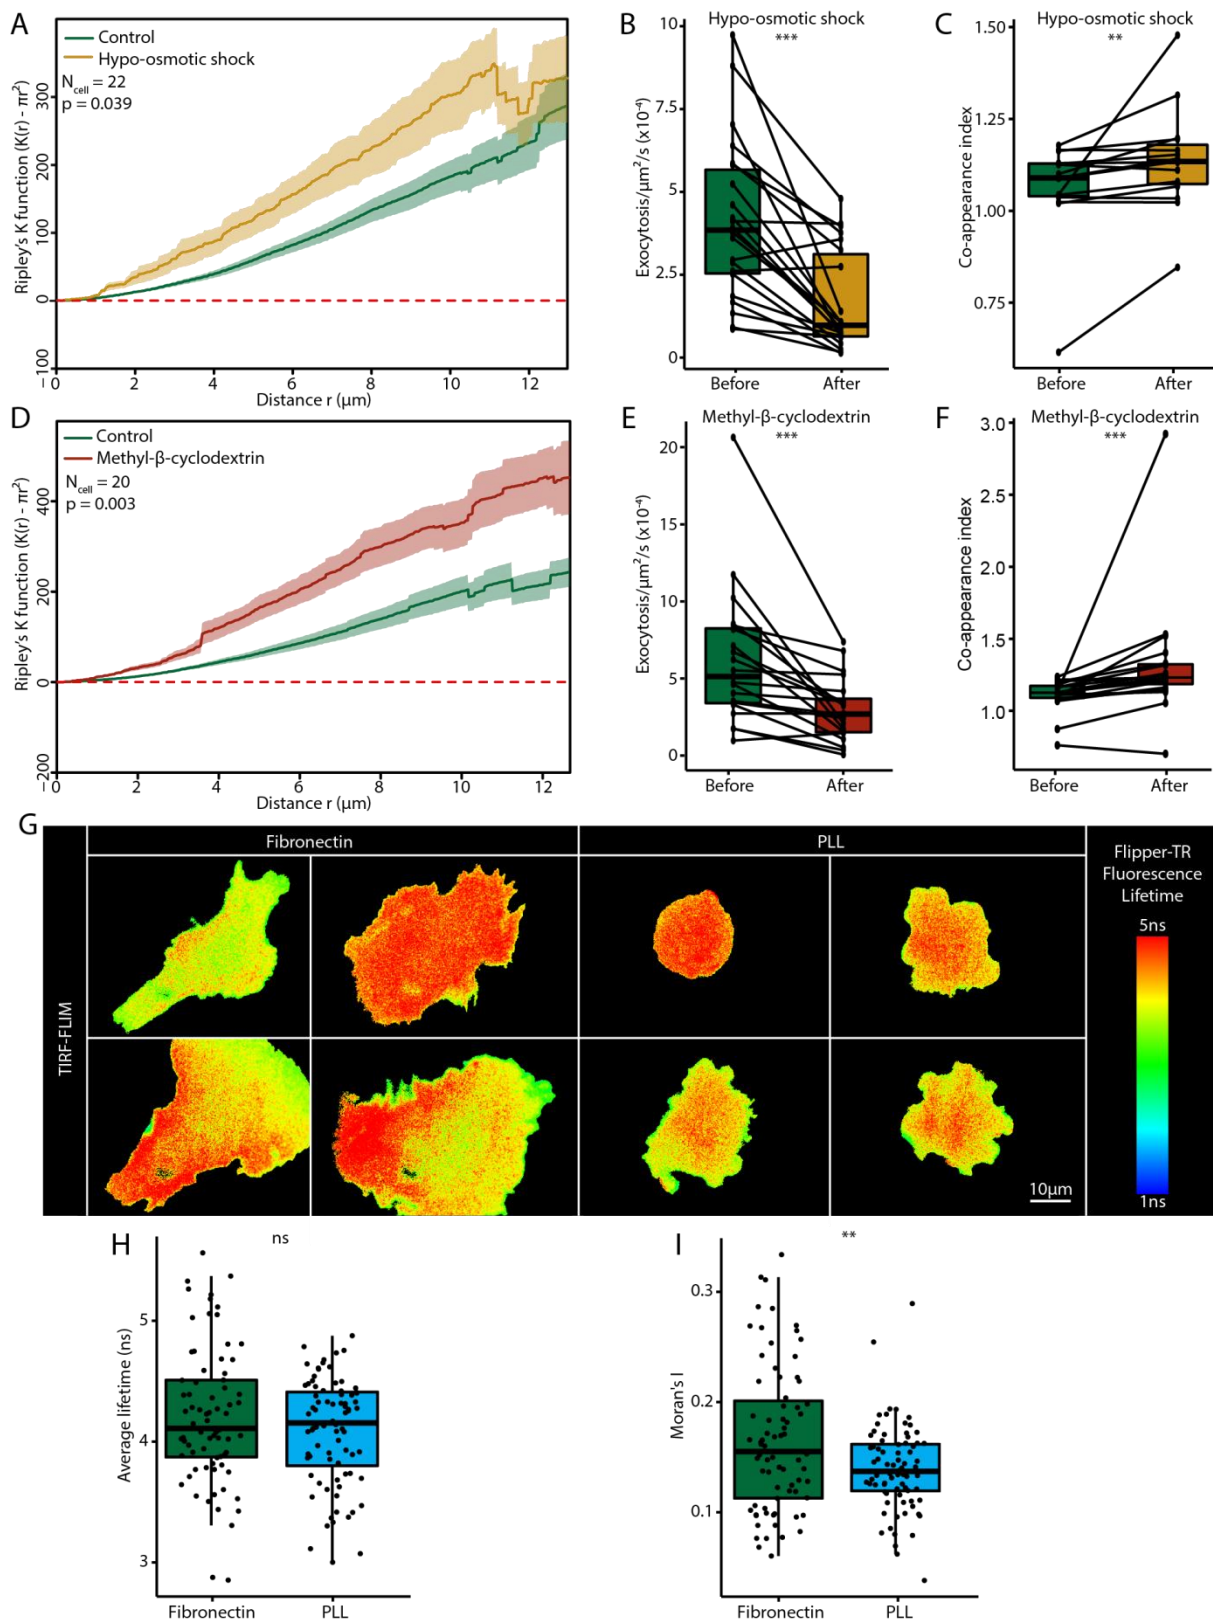 A
Control
Hypo-osmotic shock
N_cell = 22
p = 0.039
Ripley's K function (K(r) - πr²)
300
200
100
0
−100
0 2 4 6 8 10 12
Distance r (µm)
B
Hypo-osmotic shock
***
Exocytosis/µm²/s (x10⁻⁴)
10
7.5
5
2.5
0
Before After
C
Hypo-osmotic shock
**
Co-appearance index
1.50
1.25
1.00
0.75
Before After
D
Control
Methyl-β-cyclodextrin
N_cell = 20
p = 0.003
Ripley's K function (K(r) - πr²)
400
200
0
−200
0 2 4 6 8 10 12
Distance r (µm)
E
Methyl-β-cyclodextrin
***
Exocytosis/µm²/s (x10⁻⁴)
20
15
10
5
0
Before After
F
Methyl-β-cyclodextrin
***
Co-appearance index
3.0
2.5
2.0
1.5
1.0
Before After
G
Fibronectin
PLL
TIRF-FLIM
10µm
Flipper-TR
Fluorescence
Lifetime
5ns
1ns
H
ns
Average lifetime (ns)
5
4
3
Fibronectin PLL
I
**
Moran's I
0.3
0.2
0.1
Fibronectin PLL